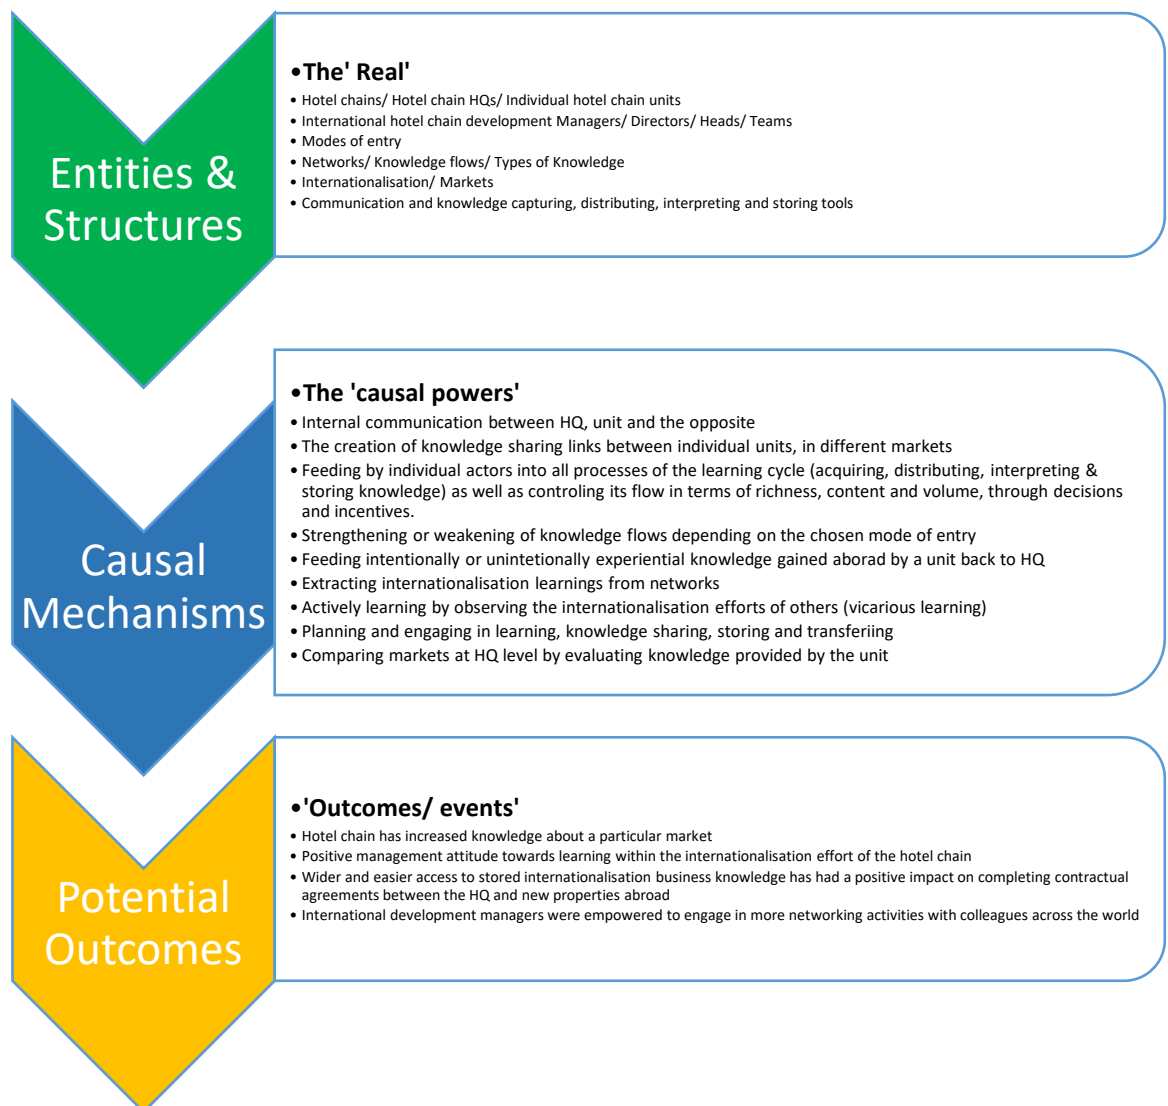 Entities &
Structures
•The' Real'
• Hotel chains/ Hotel chain HQs/ Individual hotel chain units
• International hotel chain development Managers/ Directors/ Heads/ Teams
• Modes of entry
• Networks/ Knowledge flows/ Types of Knowledge
• Internationalisation/ Markets
• Communication and knowledge capturing, distributing, interpreting and storing tools
Causal
Mechanisms
•The 'causal powers'
• Internal communication between HQ, unit and the opposite
• The creation of knowledge sharing links between individual units, in different markets
• Feeding by individual actors into all processes of the learning cycle (acquiring, distributing, interpreting &
storing knowledge) as well as controling its flow in terms of richness, content and volume, through decisions
and incentives.
• Strengthening or weakening of knowledge flows depending on the chosen mode of entry
• Feeding intentionally or unintetionally experiential knowledge gained aborad by a unit back to HQ
• Extracting internationalisation learnings from networks
• Actively learning by observing the internationalisation efforts of others (vicarious learning)
• Planning and engaging in learning, knowledge sharing, storing and transferiing
• Comparing markets at HQ level by evaluating knowledge provided by the unit
Potential
Outcomes
•'Outcomes/ events'
• Hotel chain has increased knowledge about a particular market
• Positive management attitude towards learning within the internationalisation effort of the hotel chain
• Wider and easier access to stored internationalisation business knowledge has had a positive impact on completing contractual
agreements between the HQ and new properties abroad
• International development managers were empowered to engage in more networking activities with colleagues across the world